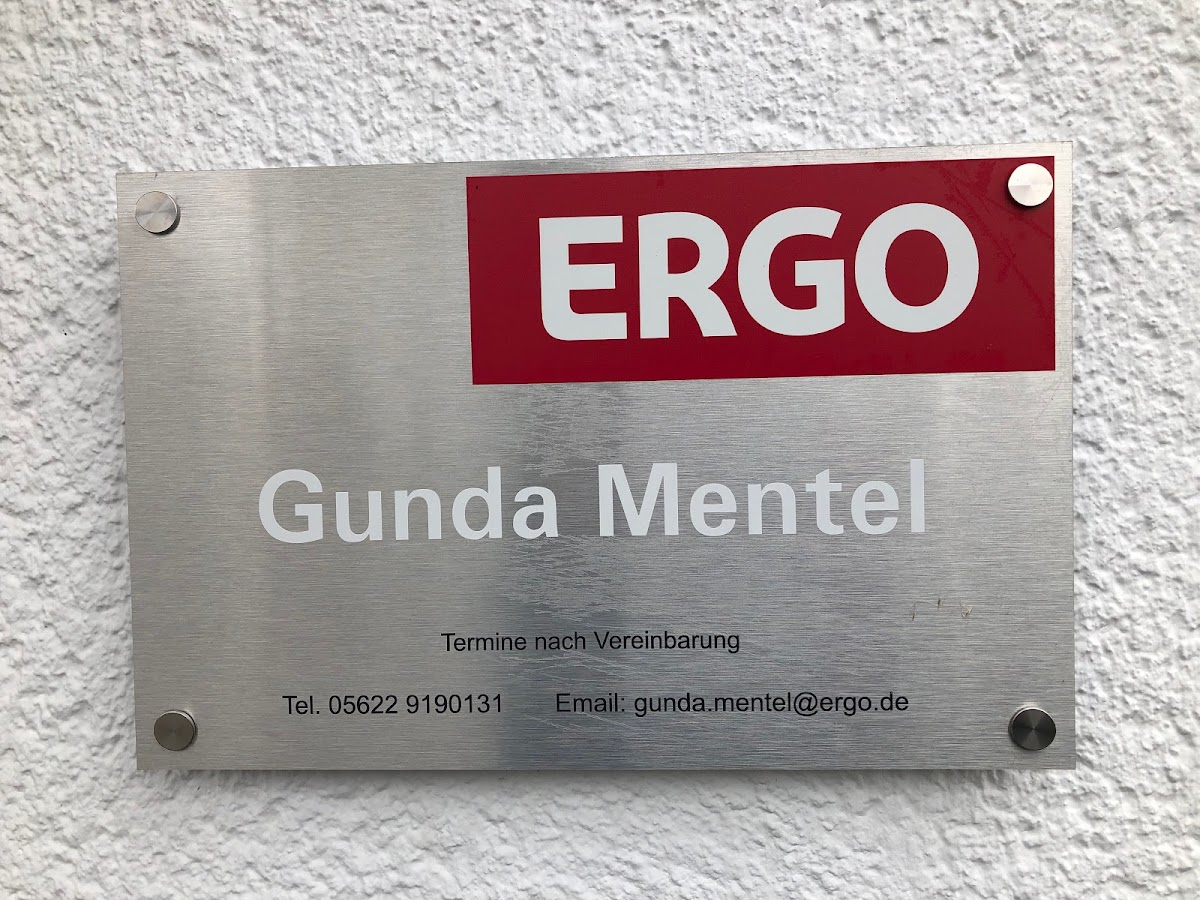 ERGO
Gunda Mentel
Termine nach Vereinbarung
Tel. 05622 9190131 Email: gunda.mentel@ergo.de